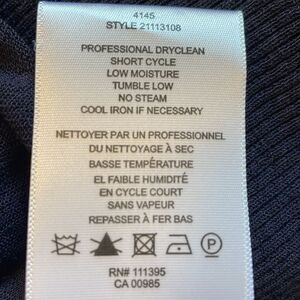 4145
STYLE 21113108
PROFESSIONAL DRYCLEAN
SHORT CYCLE
LOW MOISTURE
TUMBLE LOW
NO STEAM
COOL IRON IF NECESSARY
NETTOYER PAR UN PROFESSIONNEL
DU NETTOYAGE À SEC
BASSE TEMPÉRATURE
EL FAIBLE HUMIDITÉ
EN CYCLE COURT
SANS VAPEUR
REPASSER À FER BAS
P
RN# 111395
CA 00985